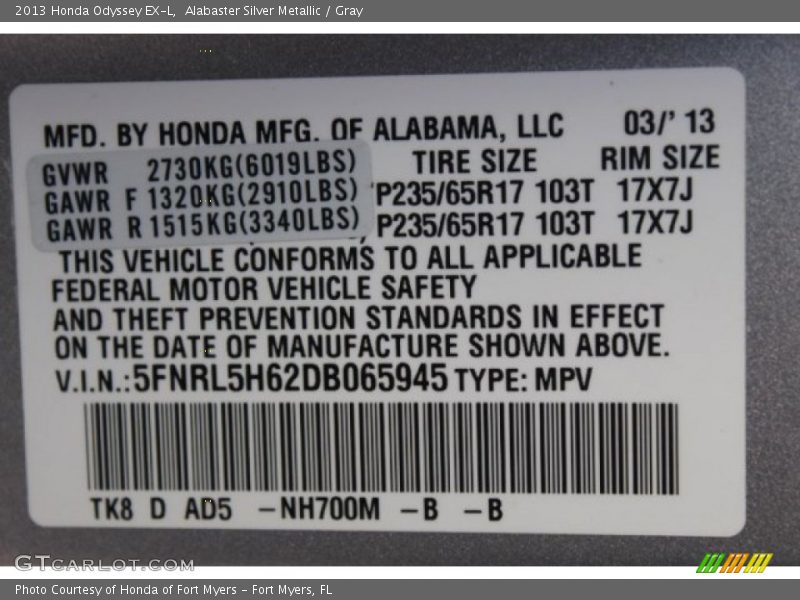 2013 Honda Odyssey EX-L, Alabaster Silver Metallic / Gray
MFD. BY HONDA MFG. OF ALABAMA, LLC 03/' 13
GVWR 2730KG(6019LBS) TIRE SIZE RIM SIZE
GAWR F 1320KG(2910LBS) P235/65R17 103T 17X7J
GAWR R 1515KG(3340LBS) P235/65R17 103T 17X7J
THIS VEHICLE CONFORMS TO ALL APPLICABLE
FEDERAL MOTOR VEHICLE SAFETY
AND THEFT PREVENTION STANDARDS IN EFFECT
ON THE DATE OF MANUFACTURE SHOWN ABOVE.
V.I.N.:5FNRL5H62DB065945 TYPE: MPV
TK8 D AD5 -NH700M -B -B
GTCARLOT.COM
Photo Courtesy of Honda of Fort Myers - Fort Myers, FL